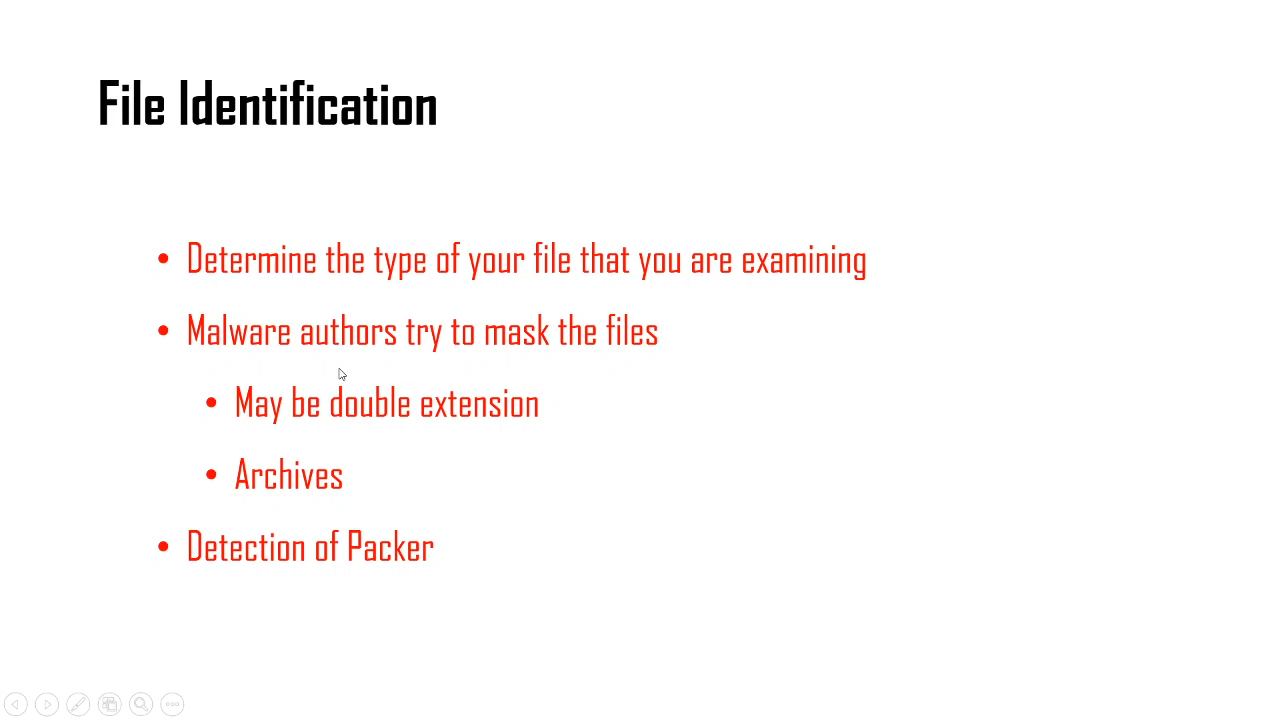 File Identification
• Determine the type of your file that you are examining
• Malware authors try to mask the files
• May be double extension
• Archives
• Detection of Packer